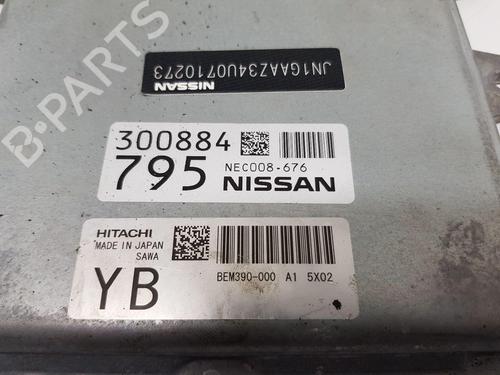 JN1GAAZ34U0710273
NISSAN
300884
795
NEC008-676
NISSAN
HITACHI
MADE IN JAPAN
SAWA
YB
BEM390-000 A1 5X02
B-PARTS